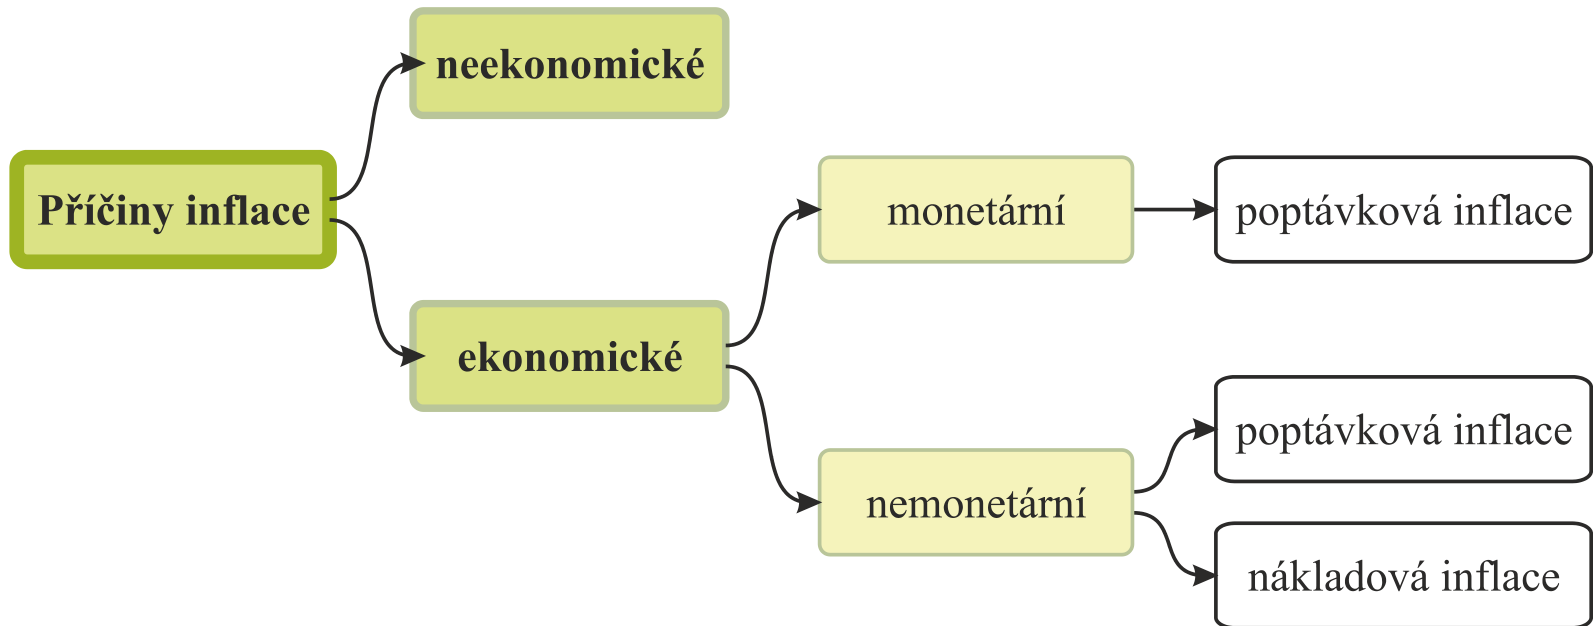 neekonomické
Příčiny inflace
monetární
poptávková inflace
ekonomické
poptávková inflace
nemonetární
nákladová inflace